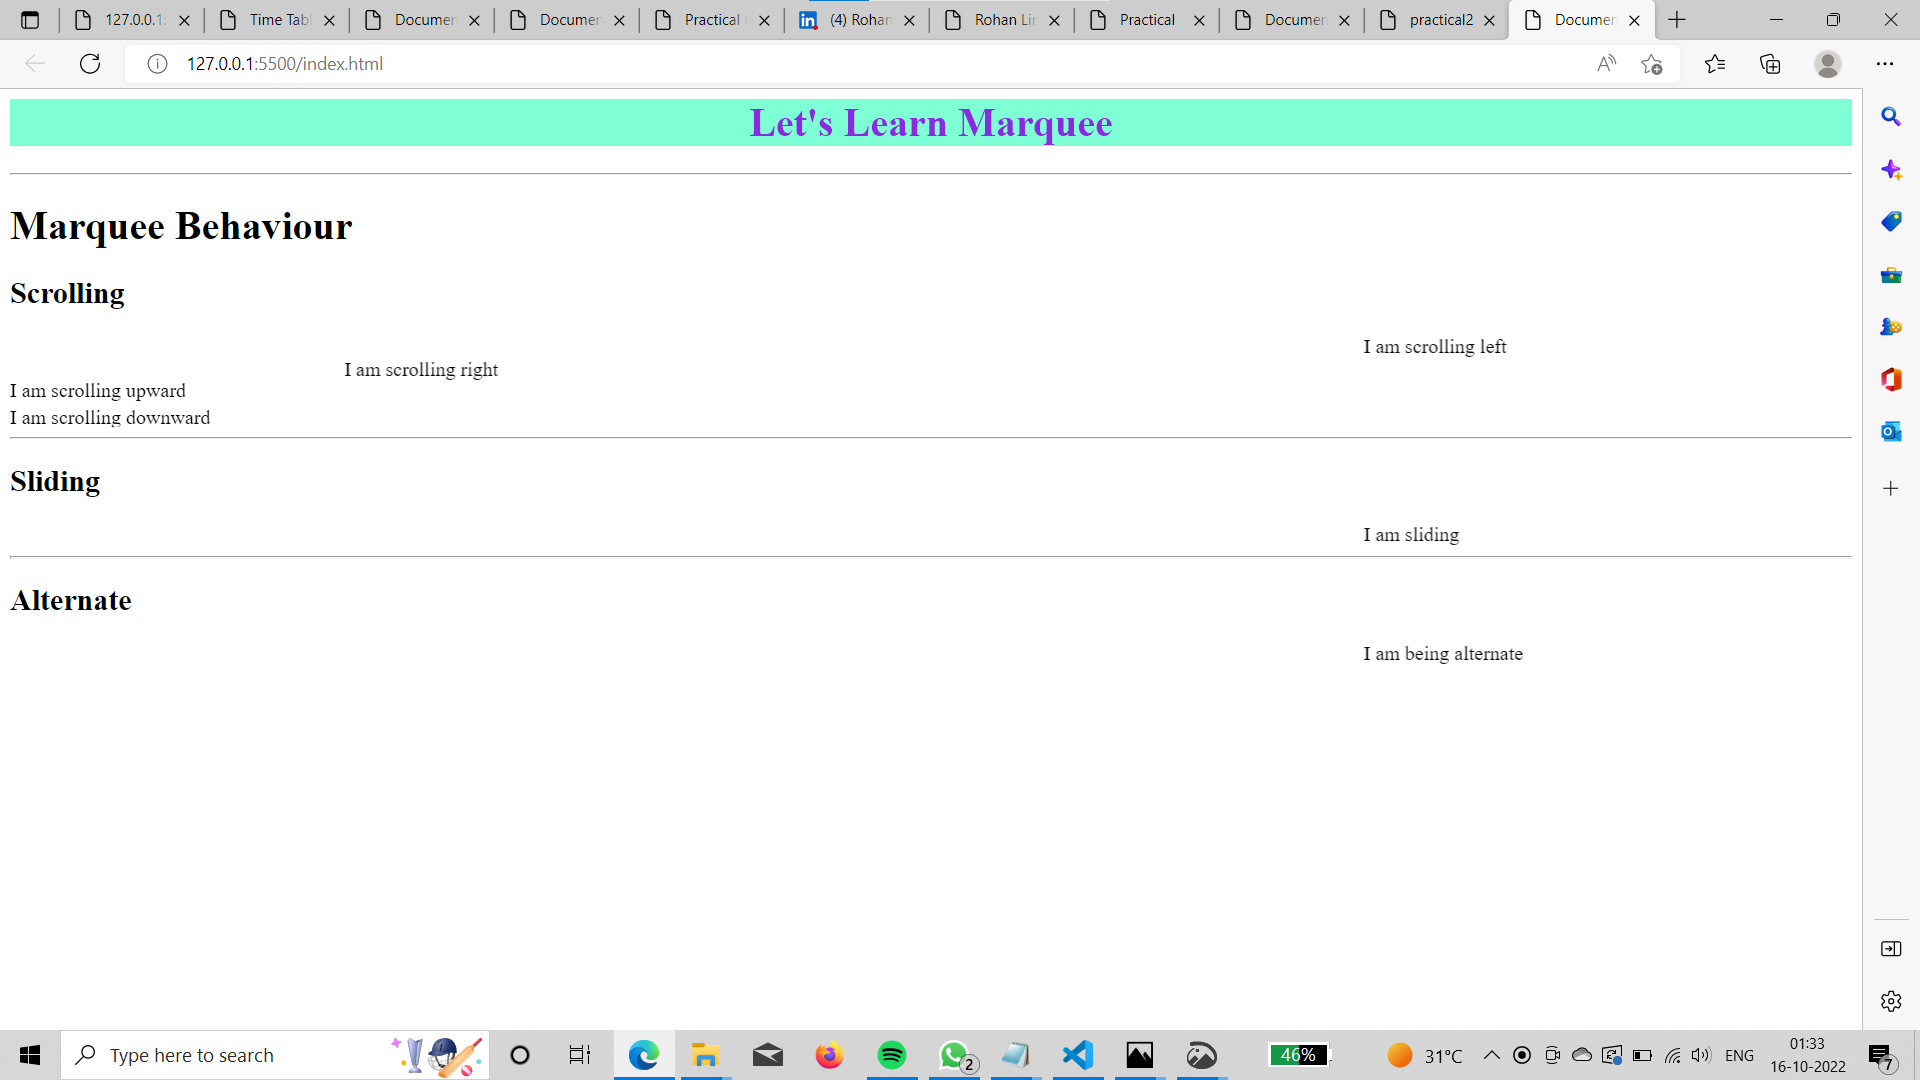 127.0.0.1:
Time Tabl
Documen
Documen
Practical
(4) Rohan
Rohan Lin
Practical
Documen
practical2
Documen
127.0.0.1:5500/index.html
Let's Learn Marquee
Marquee Behaviour
Scrolling
I am scrolling left
I am scrolling right
I am scrolling upward
I am scrolling downward
Sliding
I am sliding
Alternate
I am being alternate
Type here to search
2
46%
31°C
ENG
01:33
16-10-2022
7